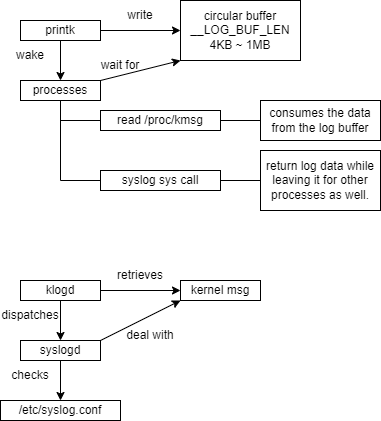 printk
write
circular buffer
__LOG_BUF_LEN
4KB ~ 1MB
wake
wait for
processes
read /proc/kmsg
consumes the data
from the log buffer
syslog sys call
return log data while
leaving it for other
processes as well.
klogd
retrieves
kernel msg
dispatches
deal with
syslogd
checks
/etc/syslog.conf